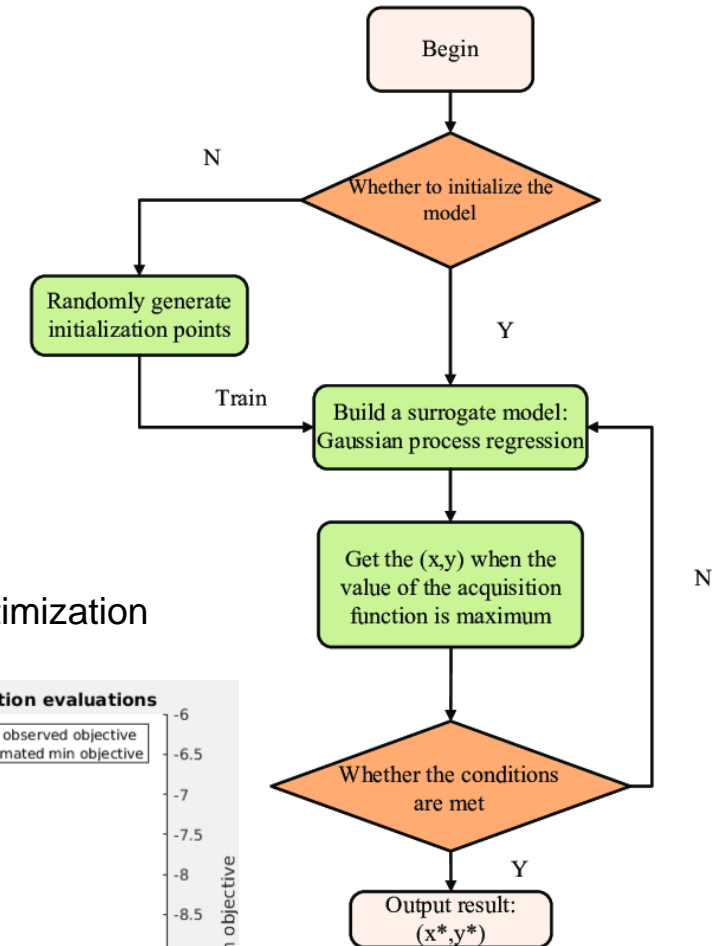 Begin
N
Whether to initialize the
model
Randomly generate
initialization points
Y
Train
Build a surrogate model:
Gaussian process regression
Get the (x,y) when the
value of the acquisition
function is maximum
N
timization
tion evaluations
observed objective
mated min objective
-6
-6.5
-7
-7.5
-8
-8.5
objective
Whether the conditions
are met
Y
Output result:
(x*,y*)